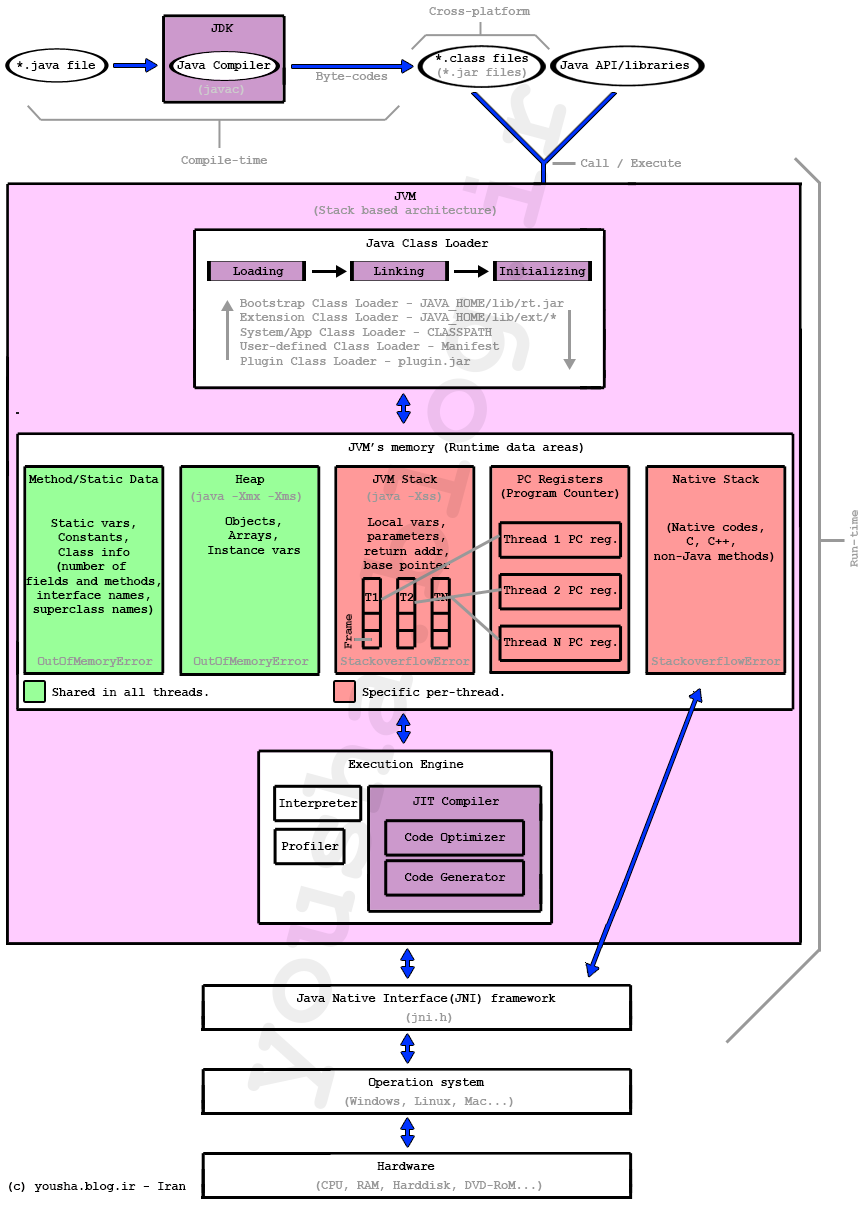 Cross-platform
JDK
*.java file
Java Compiler
(javac)
Byte-codes
*.class files
(*.jar files)
Java API/libraries
Compile-time
Call / Execute
JVM
(Stack based architecture)
Java Class Loader
Loading
Linking
Initializing
Bootstrap Class Loader - JAVA_HOME/lib/rt.jar
Extension Class Loader - JAVA_HOME/lib/ext/*
System/App Class Loader - CLASSPATH
User-defined Class Loader - Manifest
Plugin Class Loader - plugin.jar
JVM's memory (Runtime data areas)
Method/Static Data
Static vars,
Constants,
Class info
(number of
fields and methods,
interface names,
superclass names)
OutOfMemoryError
Heap
(java -Xmx -Xms)
Objects,
Arrays,
Instance vars
OutOfMemoryError
JVM Stack
(java -Xss)
Local vars,
parameters,
return addr,
base pointer
T1
T2
TN
Frame
StackoverflowError
PC Registers
(Program Counter)
Thread 1 PC reg.
Thread 2 PC reg.
Thread N PC reg.
Native Stack
(Native codes,
C, C++,
non-Java methods)
StackoverflowError
Shared in all threads.
Specific per-thread.
Run-time
Execution Engine
Interpreter
Profiler
JIT Compiler
Code Optimizer
Code Generator
Java Native Interface(JNI) framework
(jni.h)
Operation system
(Windows, Linux, Mac...)
Hardware
(CPU, RAM, Harddisk, DVD-RoM...)
(c) yousha.blog.ir - Iran
yousha.blog.ir